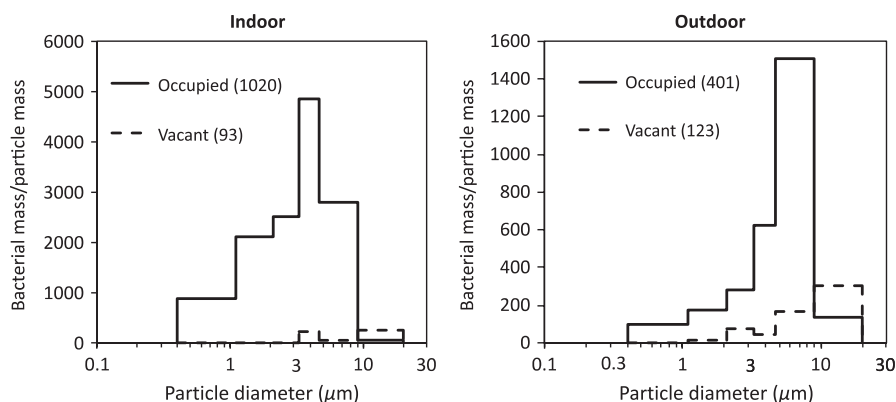 Indoor
6000
5000
4000
3000
2000
1000
0
Bacterial mass/particle mass
Occupied (1020)
Vacant (93)
0.1
1
3
10
30
Particle diameter (μm)
Outdoor
1600
1400
1200
1000
800
600
400
200
0
Bacterial mass/particle mass
Occupied (401)
Vacant (123)
0.1
1
3
10
30
Particle diameter (μm)